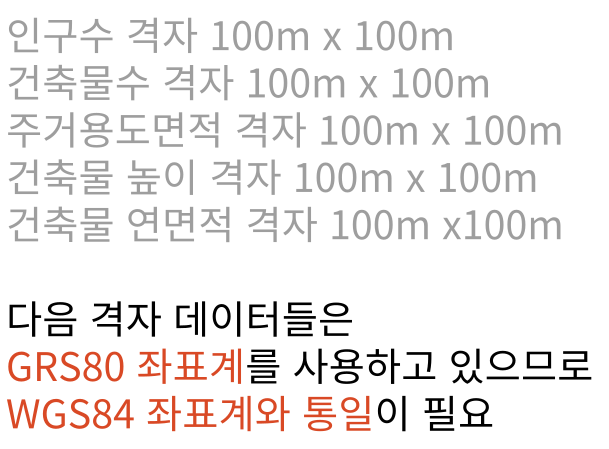 인구수 격자 100m x 100m
건축물수 격자 100m x 100m
주거용도면적 격자 100m x 100m
건축물 높이 격자 100m x 100m
건축물 연면적 격자 100m x100m
다음 격자 데이터들은
GRS80 좌표계를 사용하고 있으므로
WGS84 좌표계와 통일이 필요